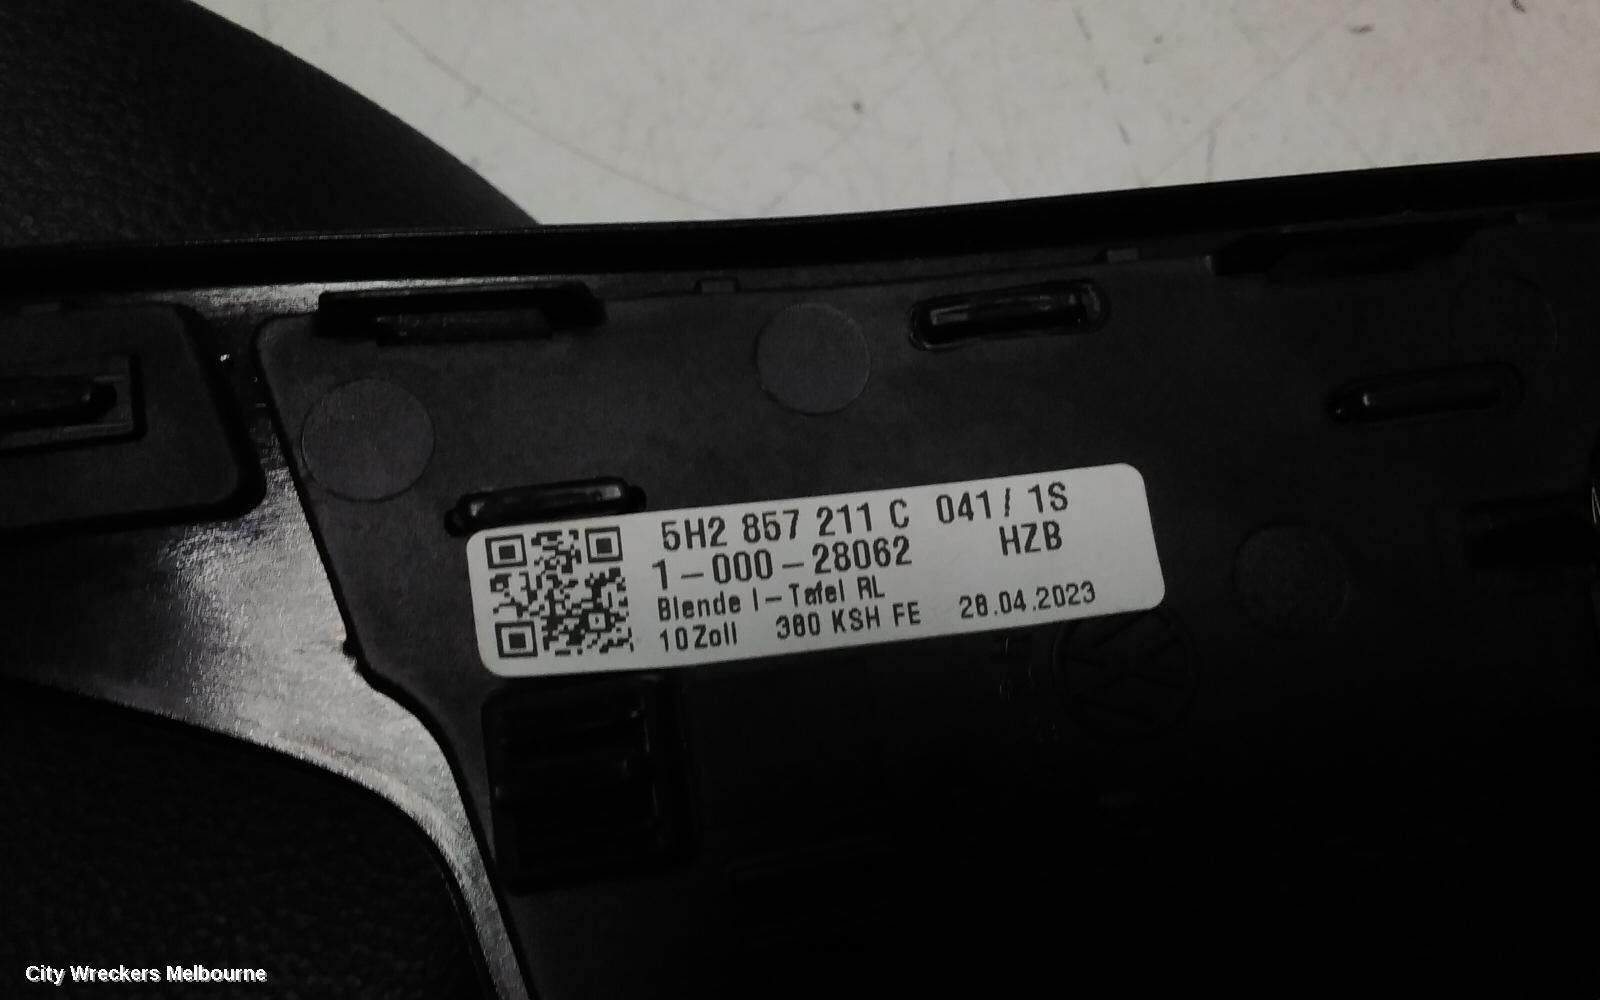 5H2 857 211 C 041 / 1S
1-000-28062 HZB
Blende I-Tafel RL
10Zoll 380 KSH FE 28.04.2023
City Wreckers Melbourne